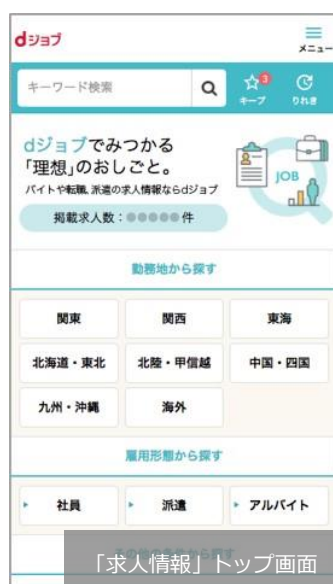 dジョブ
メニュー
キーワード検索
3
キープ
りれき
dジョブでみつかる
「理想」のおしごと。
バイトや転職、派遣の求人情報ならdジョブ
JOB
掲載求人数：●●●●●件
勤務地から探す
関東
関西
東海
北海道・東北
北陸・甲信越
中国・四国
九州・沖縄
海外
雇用形態から探す
社員
派遣
アルバイト
「求人情報」トップ画面